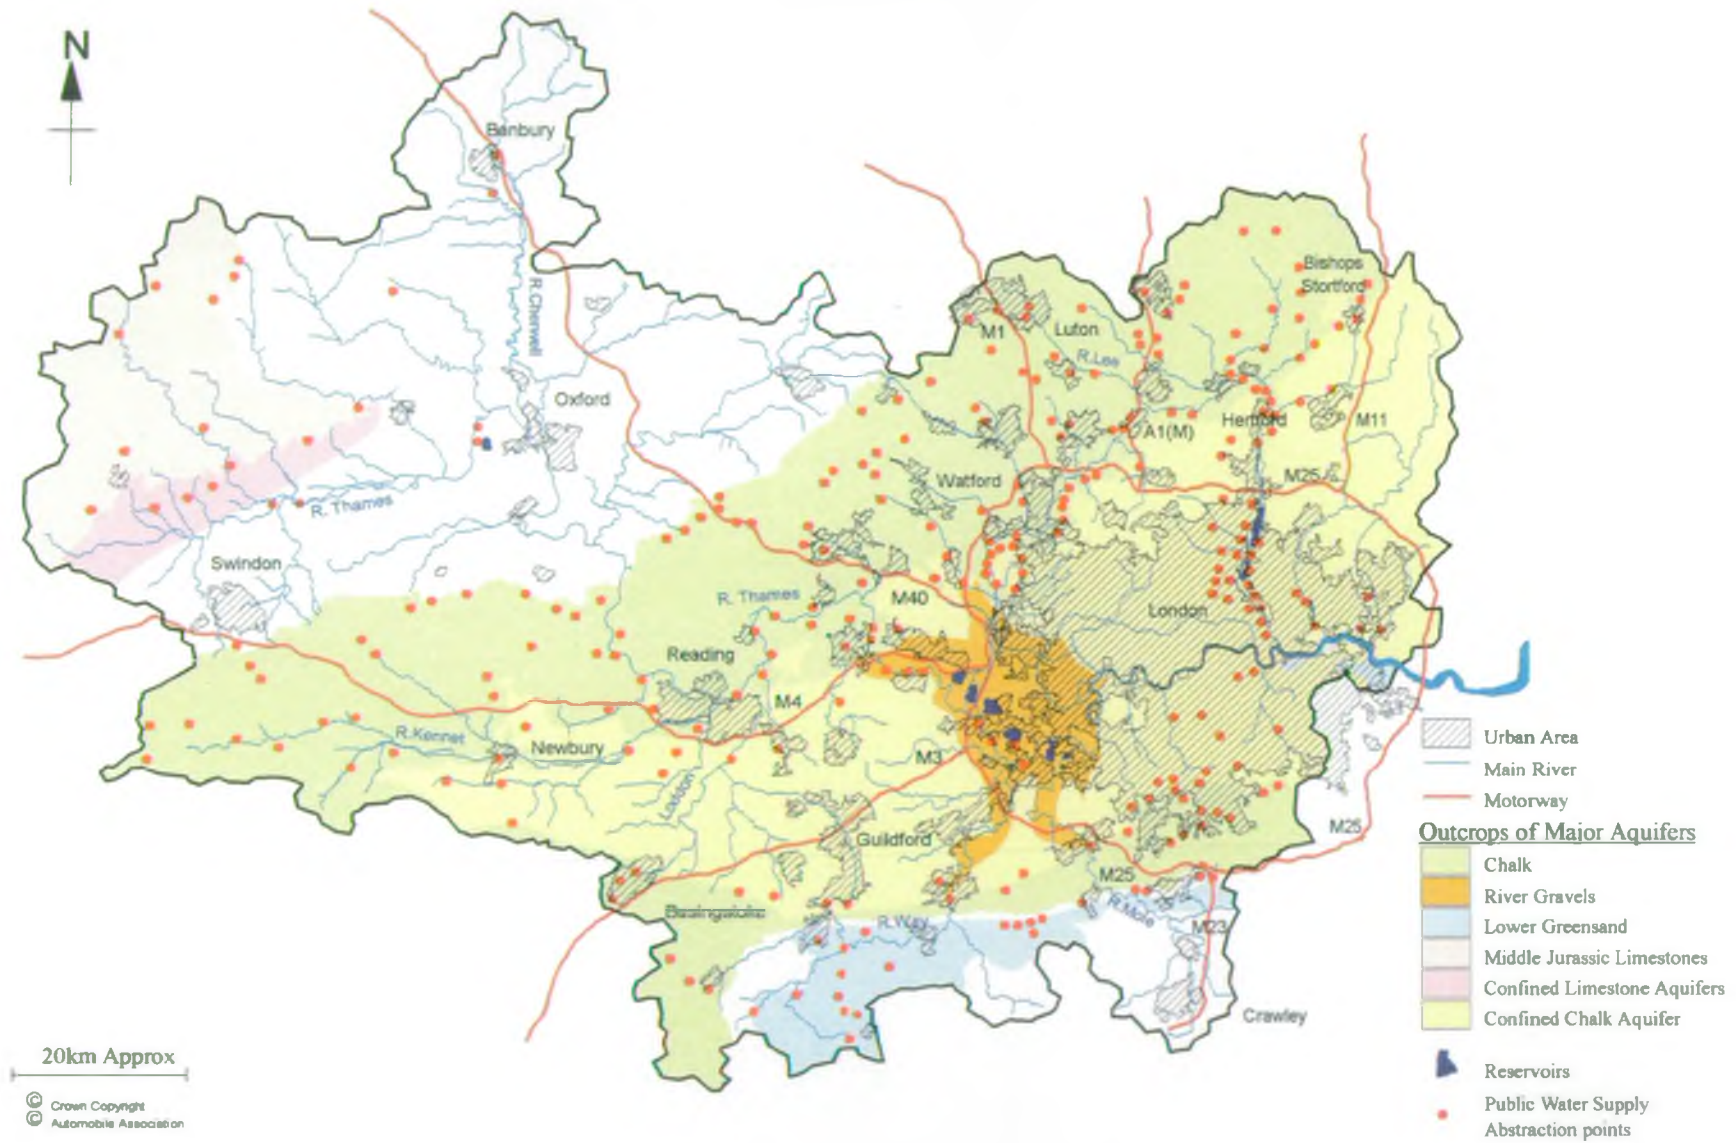 N
Banbury
R.Cherwell
Bishops
Stortford
M1
Luton
R.Lee
Oxford
Hertford
M11
A1(M)
Watford
M25
R. Thames
Swindon
R. Thames
M40
London
Reading
M4
R.Kennet
Newbury
M3
Loddon
Guildford
M25
M25
Basingstoke
R.Way
R.Mole
M23
Crawley
Urban Area
Main River
Motorway
Outcrops of Major Aquifers
Chalk
River Gravels
Lower Greensand
Middle Jurassic Limestones
Confined Limestone Aquifers
Confined Chalk Aquifer
Reservoirs
Public Water Supply
Abstraction points
20km Approx
© Crown Copyright
© Automobile Association